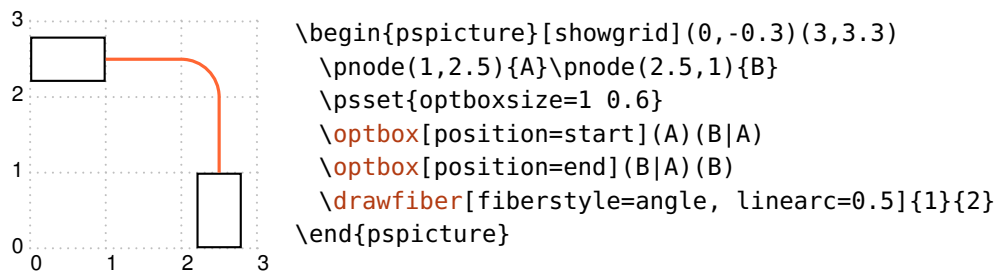 3
2
1
0
0 1 2 3
\begin{pspicture}[showgrid](0,-0.3)(3,3.3)
  \pnode(1,2.5){A}\pnode(2.5,1){B}
  \psset{optboxsize=1 0.6}
  \optbox[position=start](A)(B|A)
  \optbox[position=end](B|A)(B)
  \drawfiber[fiberstyle=angle, linearc=0.5]{1}{2}
\end{pspicture}